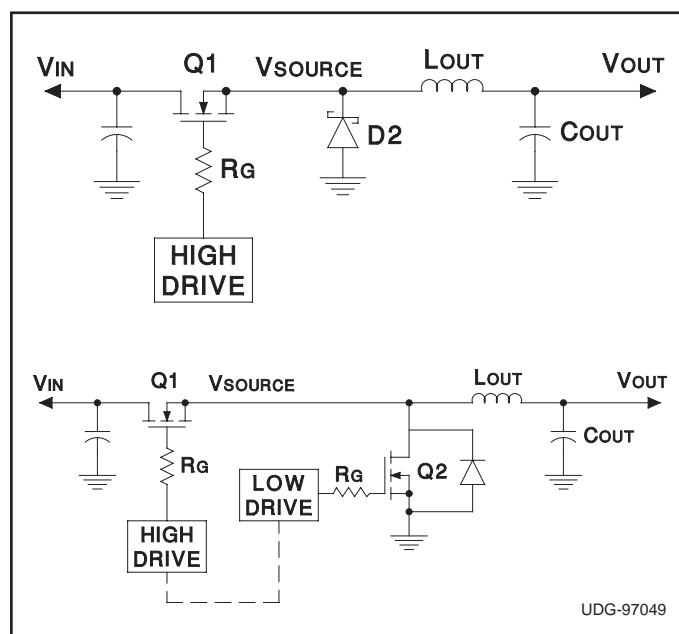 VIN Q1 VSOURCE LOUT VOUT
D2 COUT
RG
HIGH
DRIVE
VIN Q1 VSOURCE LOUT VOUT
COUT
RG LOW
DRIVE RG Q2
HIGH
DRIVE
UDG-97049